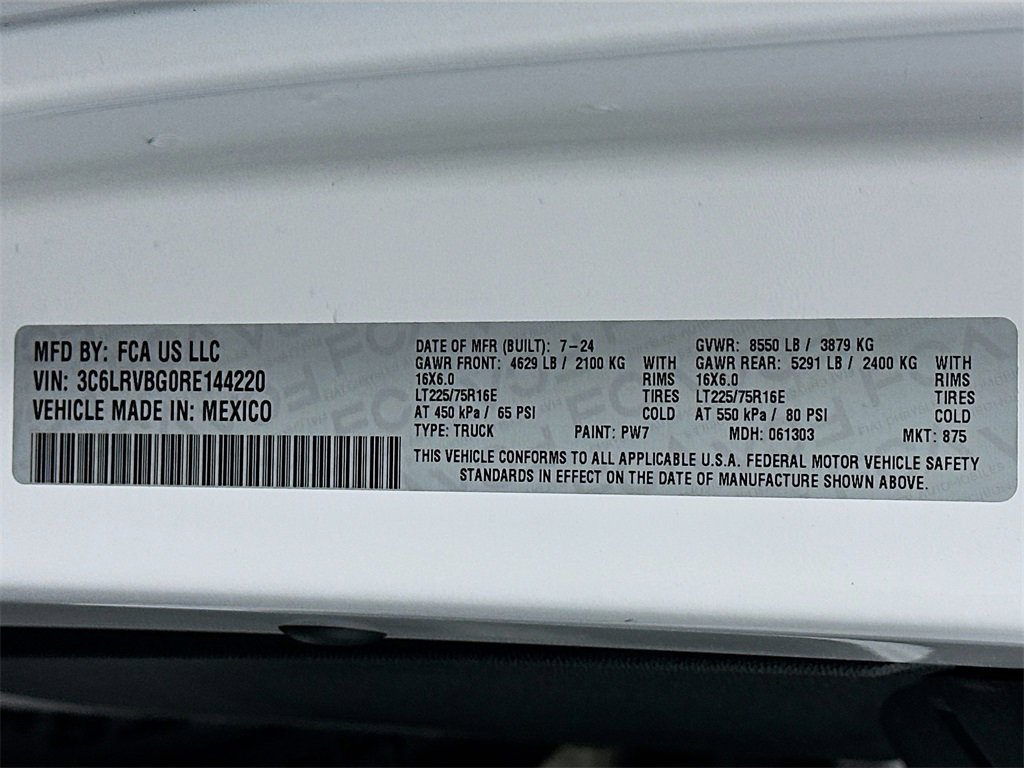 MFD BY: FCA US LLC
VIN: 3C6LRVBG0RE144220
VEHICLE MADE IN: MEXICO
DATE OF MFR (BUILT): 7-24
GVWR: 8550 LB / 3879 KG
GAWR FRONT: 4629 LB / 2100 KG WITH
16X6.0 RIMS
LT225/75R16E TIRES
AT 450 kPa / 65 PSI COLD
GAWR REAR: 5291 LB / 2400 KG WITH
16X6.0 RIMS
LT225/75R16E TIRES
AT 550 kPa / 80 PSI COLD
TYPE: TRUCK PAINT: PW7 MDH: 061303 MKT: 875
THIS VEHICLE CONFORMS TO ALL APPLICABLE U.S.A. FEDERAL MOTOR VEHICLE SAFETY
STANDARDS IN EFFECT ON THE DATE OF MANUFACTURE SHOWN ABOVE.